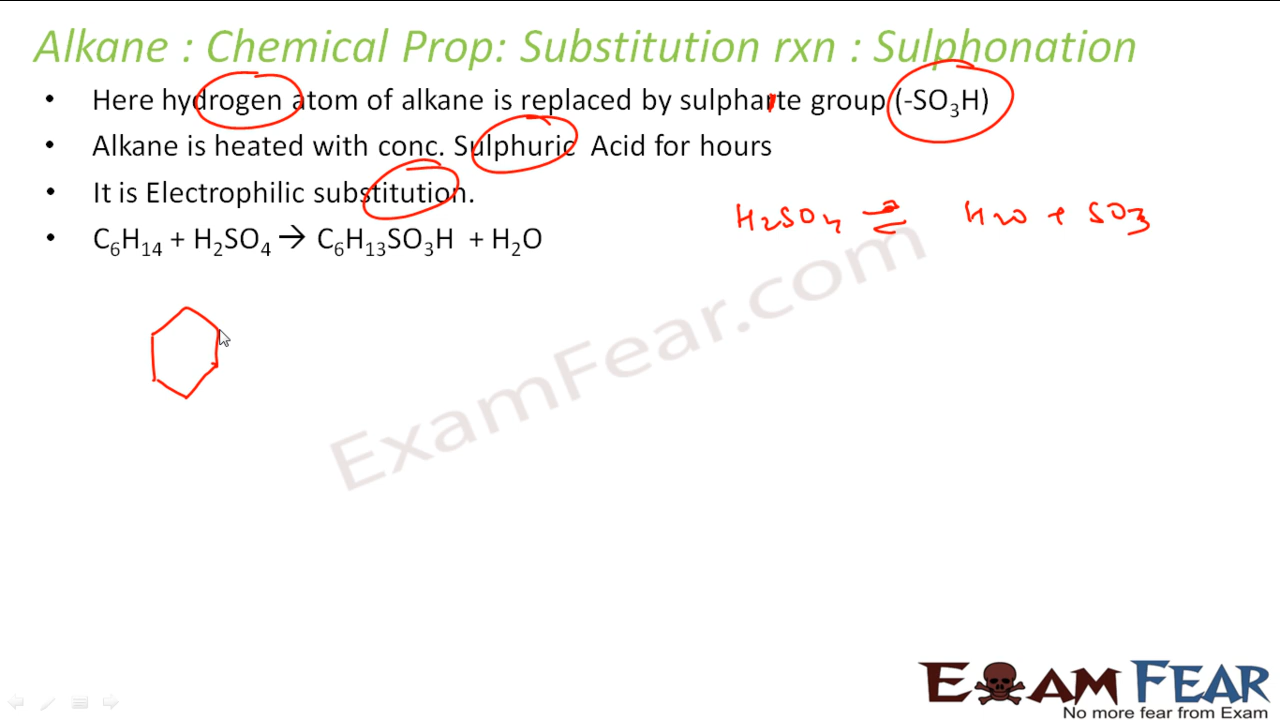 Alkane : Chemical Prop: Substitution rxn : Sulphonation
• Here hydrogen atom of alkane is replaced by sulphate group (-SO₃H)
• Alkane is heated with conc. Sulphuric Acid for hours
• It is Electrophilic substitution.
H₂SO₄ ⇌ H₂O + SO₃
• C₆H₁₄ + H₂SO₄ → C₆H₁₃SO₃H + H₂O
ExamFear.com
EXAM FEAR
No more fear from Exam